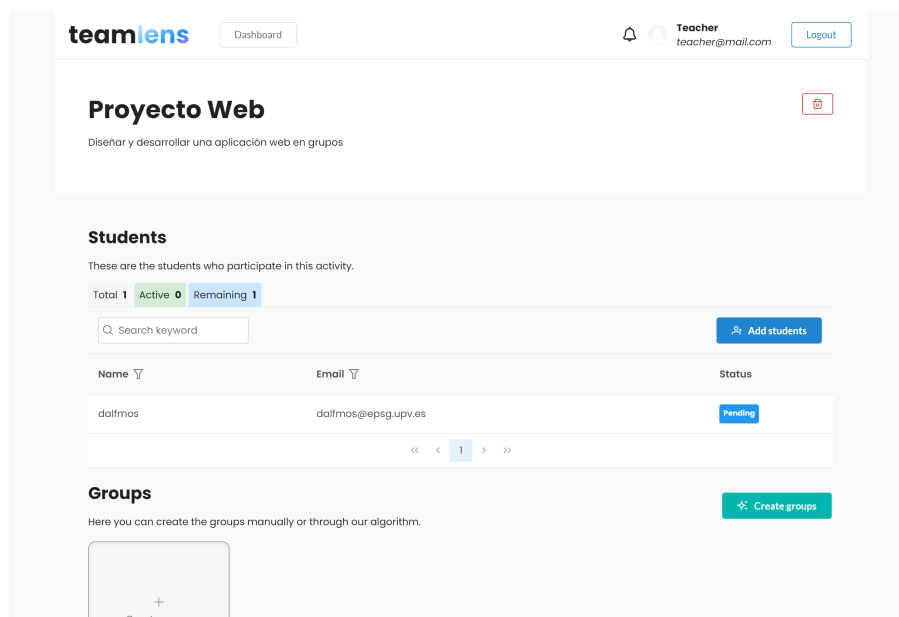 teamlens
Dashboard
Teacher
teacher@mail.com
Logout
Proyecto Web
Diseñar y desarrollar una aplicación web en grupos
Students
These are the students who participate in this activity.
Total 1 Active 0 Remaining 1
Search keyword
Add students
Name Email Status
dalfmos dalfmos@epsg.upv.es Pending
<< < 1 > >>
Groups
Create groups
Here you can create the groups manually or through our algorithm.
+